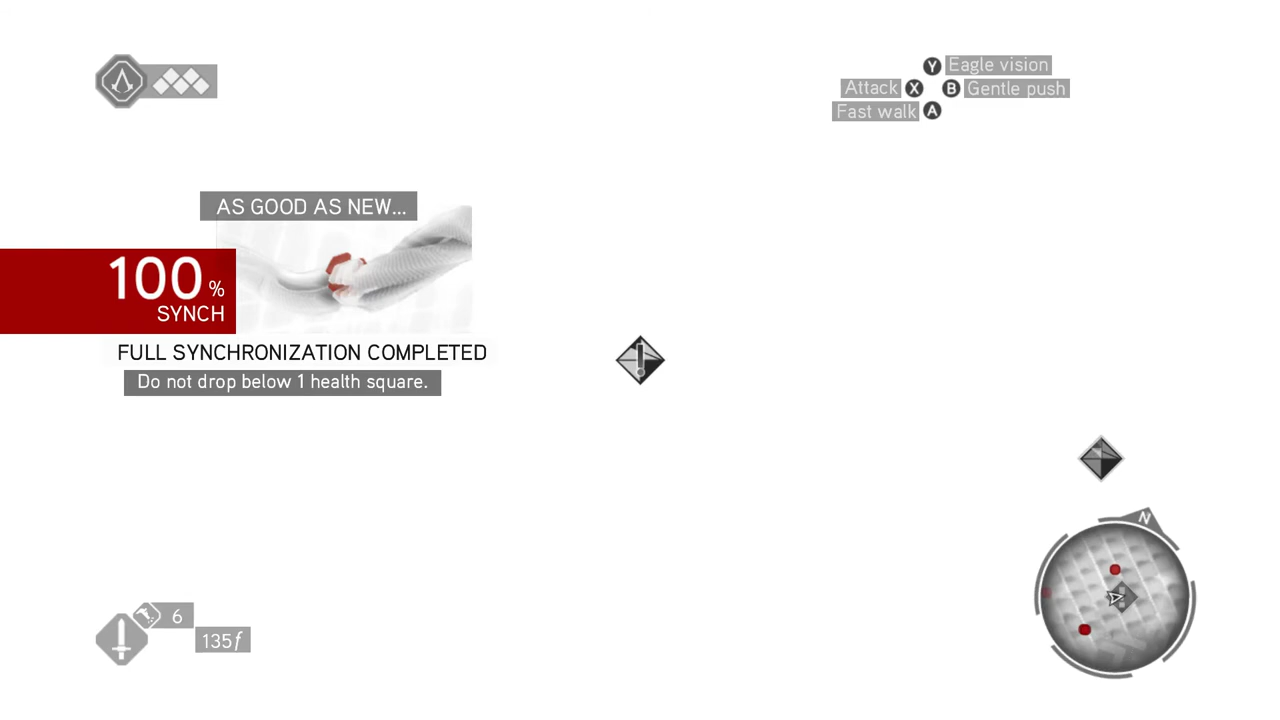 Y Eagle vision
Attack X B Gentle push
Fast walk A
AS GOOD AS NEW...
100 %
SYNCH
FULL SYNCHRONIZATION COMPLETED
Do not drop below 1 health square.
N
6
135ƒ